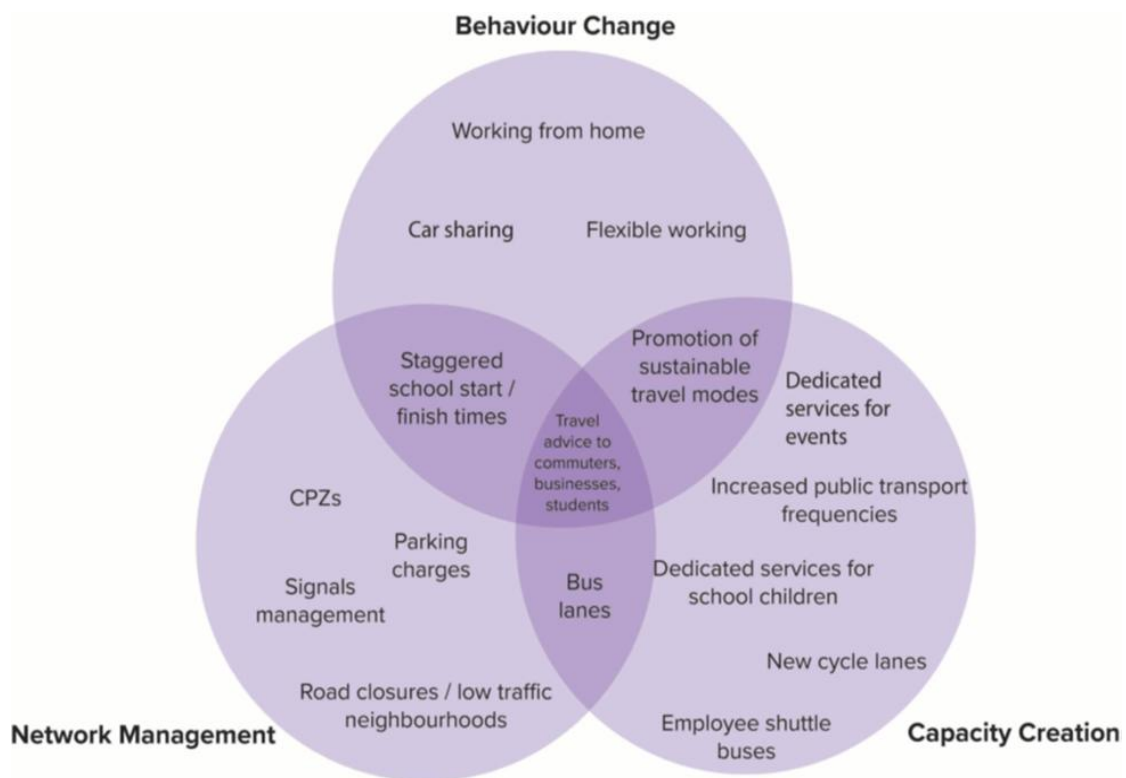 Behaviour Change
Working from home
Car sharing
Flexible working
Staggered
school start /
finish times
Promotion of
sustainable
travel modes
Travel
advice to
commuters,
businesses,
students
Dedicated
services for
events
CPZs
Increased public transport
frequencies
Parking
charges
Signals
management
Bus
lanes
Dedicated services for
school children
New cycle lanes
Road closures / low traffic
neighbourhoods
Employee shuttle
buses
Network Management
Capacity Creation